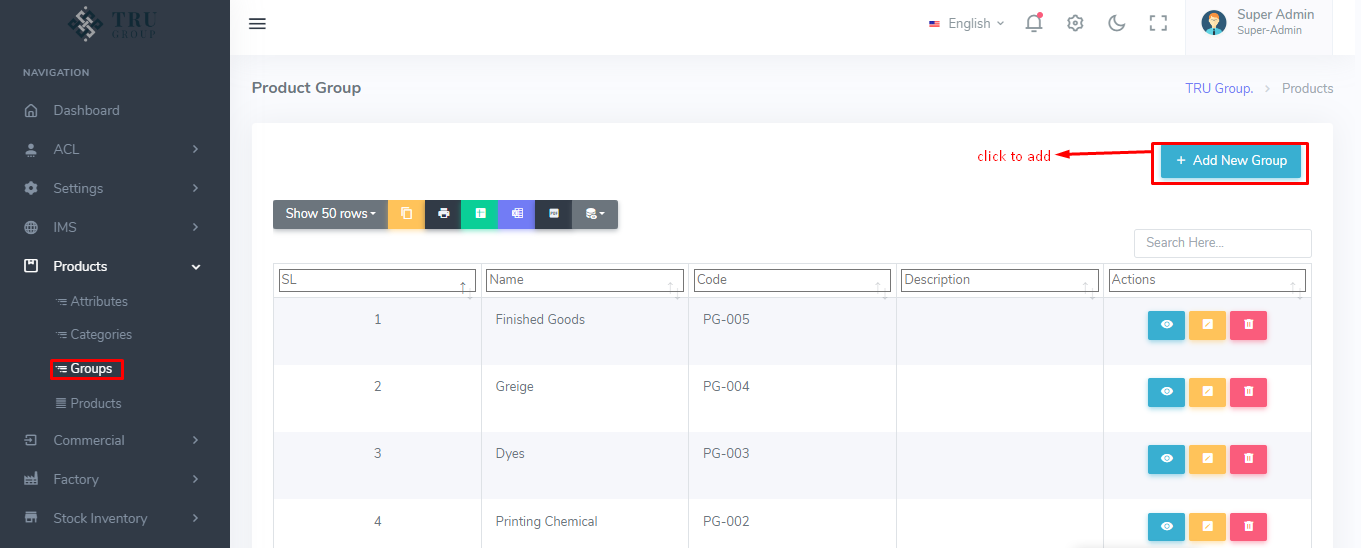 TRU
GROUP
English
Super Admin
Super-Admin
NAVIGATION
Dashboard
ACL
Settings
IMS
Products
Attributes
Categories
Groups
Products
Commercial
Factory
Stock Inventory
Product Group
TRU Group. > Products
click to add
+ Add New Group
Show 50 rows
Search Here...
SL Name Code Description Actions
1 Finished Goods PG-005
2 Greige PG-004
3 Dyes PG-003
4 Printing Chemical PG-002